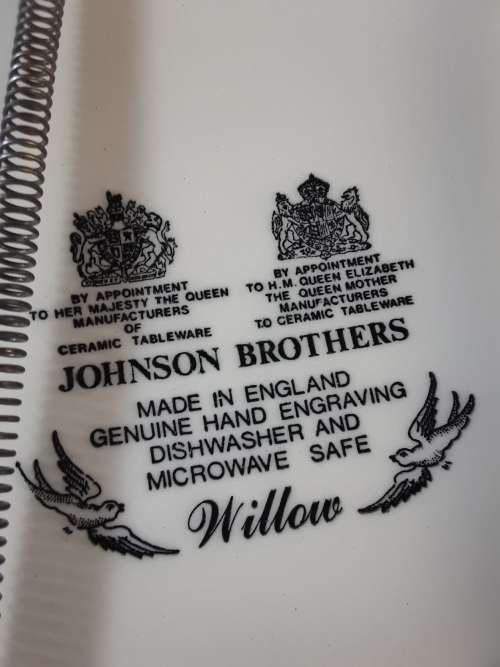 BY APPOINTMENT
TO HER MAJESTY THE QUEEN
MANUFACTURERS
OF
CERAMIC TABLEWARE
BY APPOINTMENT
TO H.M. QUEEN ELIZABETH
THE QUEEN MOTHER
MANUFACTURERS
TO CERAMIC TABLEWARE
JOHNSON BROTHERS
MADE IN ENGLAND
GENUINE HAND ENGRAVING
DISHWASHER AND
MICROWAVE SAFE
Willow